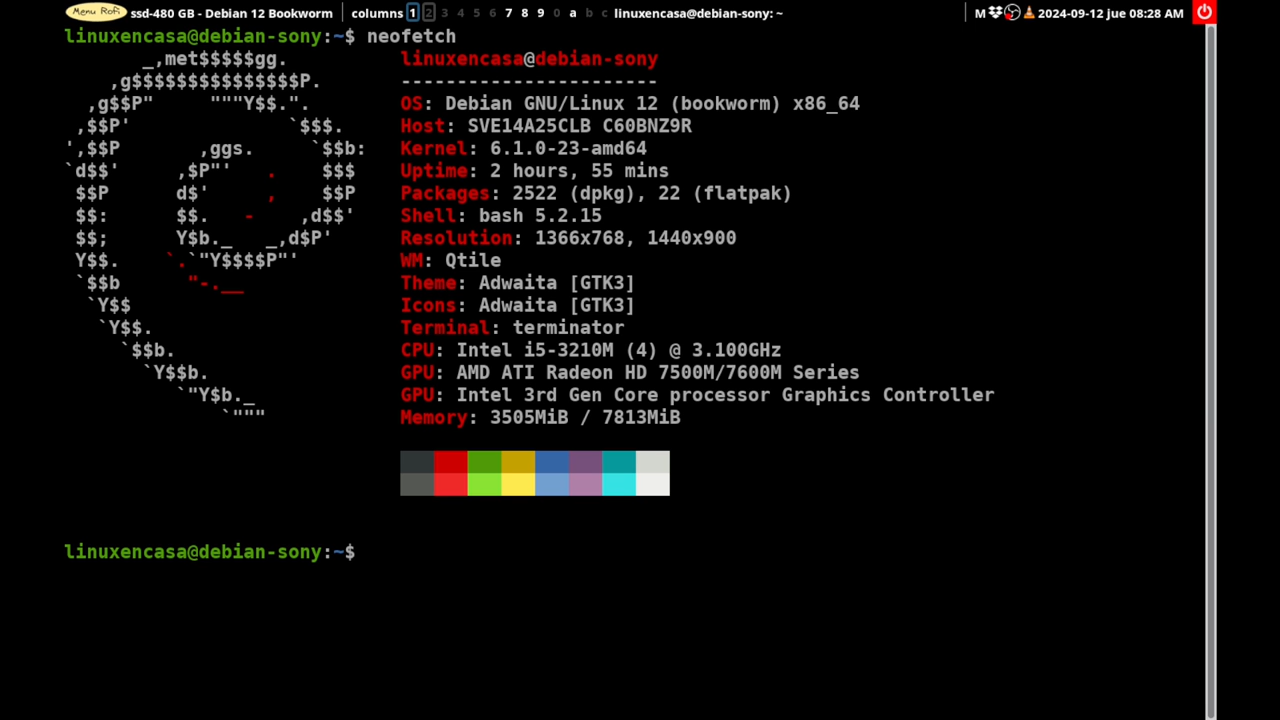 Menu Rofi ssd-480 GB - Debian 12 Bookworm columns 1 2 3 4 5 6 7 8 9 0 a b c linuxencasa@debian-sony: ~ M 2024-09-12 jue 08:28 AM
linuxencasa@debian-sony:~$ neofetch
_,met$$$$$gg. linuxencasa@debian-sony
,g$$$$$$$$$$$$$$$P. -----------------------
,g$$P" """Y$$.". OS: Debian GNU/Linux 12 (bookworm) x86_64
,$$P' `$$$. Host: SVE14A25CLB C60BNZ9R
',$$P ,ggs. `$$b: Kernel: 6.1.0-23-amd64
`d$$' ,$P"' . $$$ Uptime: 2 hours, 55 mins
$$P d$' , $$P Packages: 2522 (dpkg), 22 (flatpak)
$$: $$. - ,d$$' Shell: bash 5.2.15
$$; Y$b._ _,d$P' Resolution: 1366x768, 1440x900
Y$$. `.`"Y$$$$P"' WM: Qtile
`$$b "-.__ Theme: Adwaita [GTK3]
`Y$$ Icons: Adwaita [GTK3]
`Y$$. Terminal: terminator
`$$b. CPU: Intel i5-3210M (4) @ 3.100GHz
`Y$$b. GPU: AMD ATI Radeon HD 7500M/7600M Series
`"Y$b._ GPU: Intel 3rd Gen Core processor Graphics Controller
`""" Memory: 3505MiB / 7813MiB
linuxencasa@debian-sony:~$